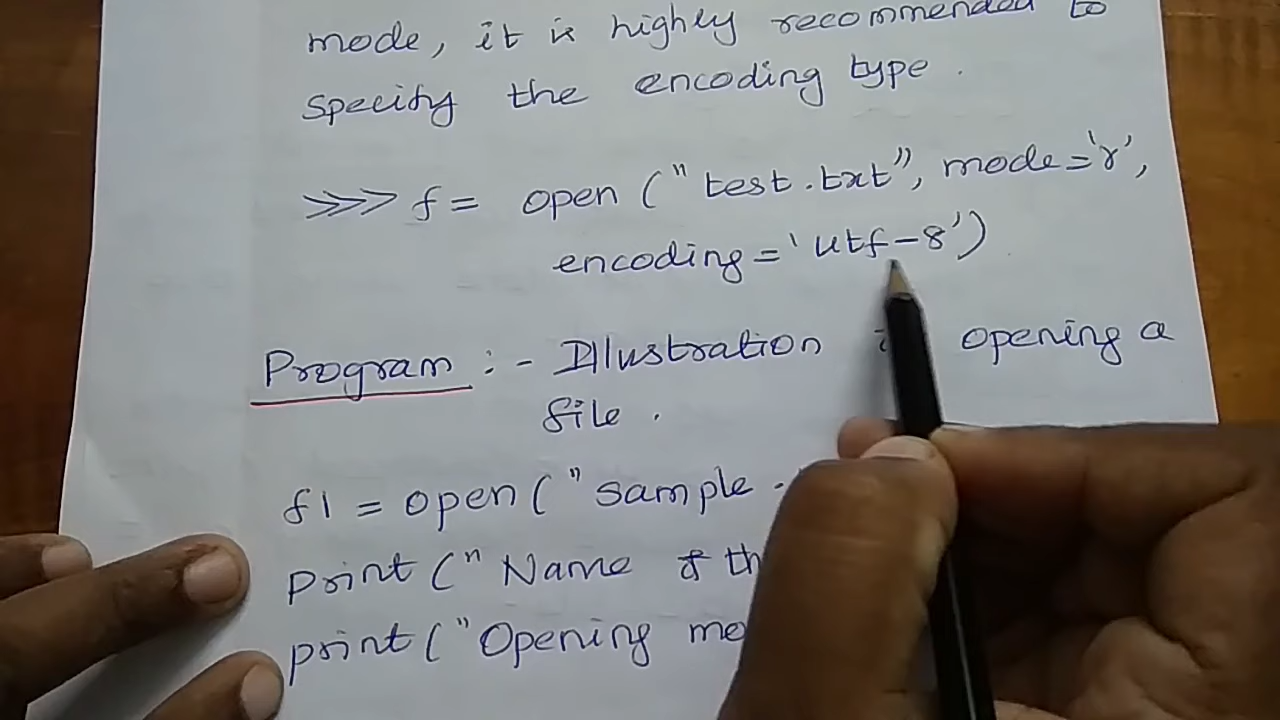 mode, it is highly recommended to
specify the encoding type.
>>> f = open ("test.txt", mode='r',
encoding = 'utf-8')
Program :- Illustration opening a
file.
f1 = open ("sample.
Print ("Name of th
print ("Opening mo